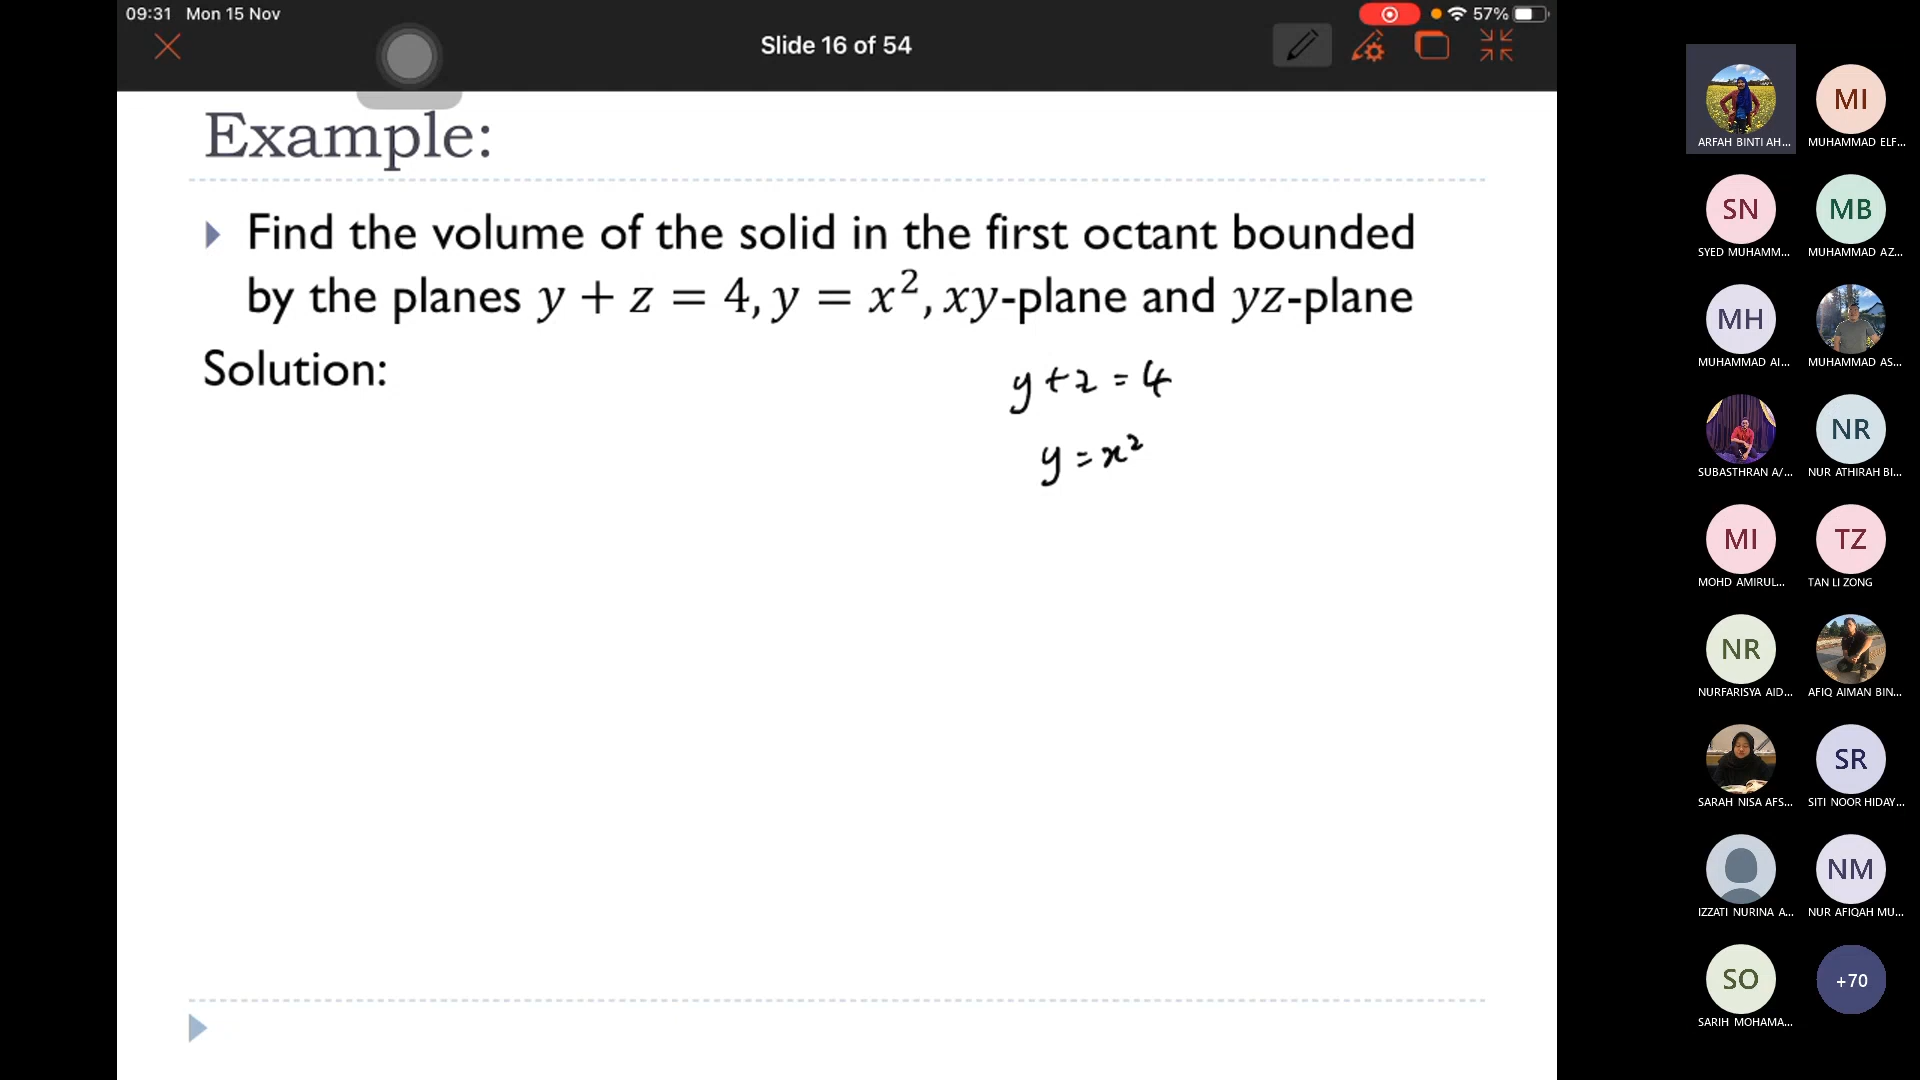 09:31 Mon 15 Nov
57%
Slide 16 of 54
Example:
Find the volume of the solid in the first octant bounded
by the planes y + z = 4, y = x², xy-plane and yz-plane
Solution:
y + z = 4
y = x²
ARFAH BINTI AH...
MI
MUHAMMAD ELF...
SN
SYED MUHAMM...
MB
MUHAMMAD AZ...
MH
MUHAMMAD AI...
MUHAMMAD AS...
SUBASTHRAN A/...
NR
NUR ATHIRAH BI...
MI
MOHD AMIRUL...
TZ
TAN LI ZONG
NR
NURFARISYA AID...
AFIQ AIMAN BIN...
SARAH NISA AFS...
SR
SITI NOOR HIDAY...
IZZATI NURINA A...
NM
NUR AFIQAH MU...
SO
SARIH MOHAMA...
+70